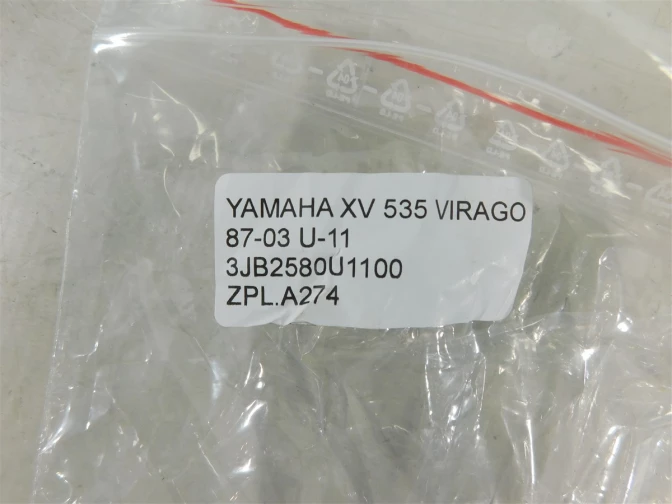 YAMAHA XV 535 VIRAGO
87-03 U-11
3JB2580U1100
ZPL.A274